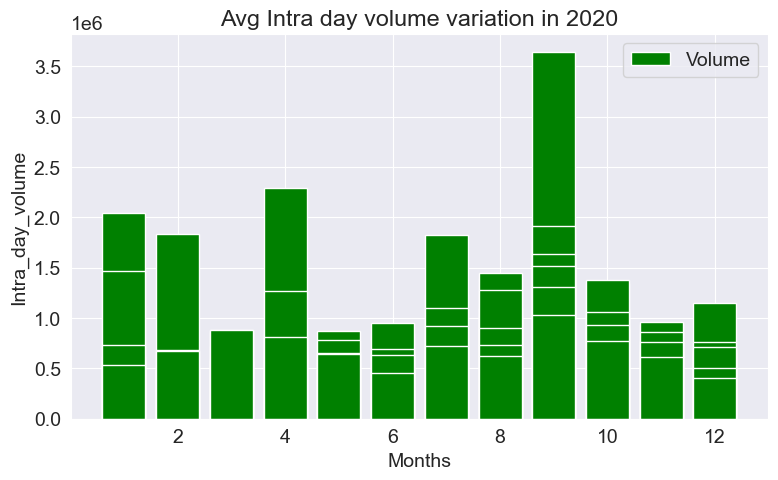 Avg Intra day volume variation in 2020
1e6
Volume
3.5
3.0
2.5
2.0
1.5
1.0
0.5
0.0
Intra_day_volume
2 4 6 8 10 12
Months